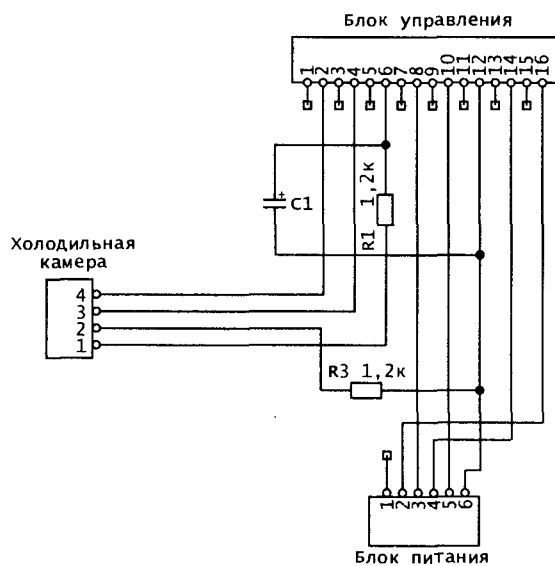 Блок управления
1 2 3 4 5 6 7 8 9 10 11 12 13 14 15 16
+ C1
R1 1,2к
Холодильная
камера
4
3
2
1
R3 1,2к
1 2 3 4 5 6
Блок питания